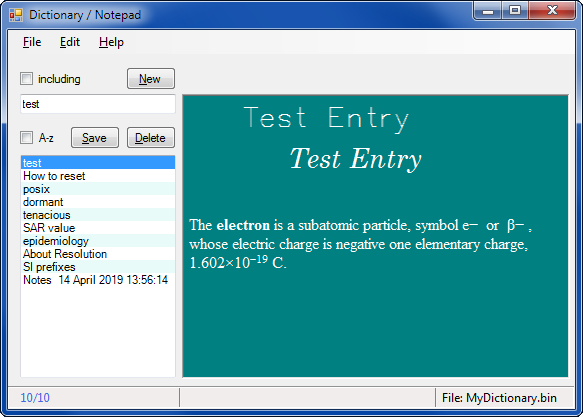 Dictionary / Notepad
File Edit Help
including New
test
A-z Save Delete
test
How to reset
posix
dormant
tenacious
SAR value
epidemiology
About Resolution
SI prefixes
Notes 14 April 2019 13:56:14
Test Entry
Test Entry
The electron is a subatomic particle, symbol e− or β− ,
whose electric charge is negative one elementary charge,
1.602×10⁻¹⁹ C.
10/10
File: MyDictionary.bin